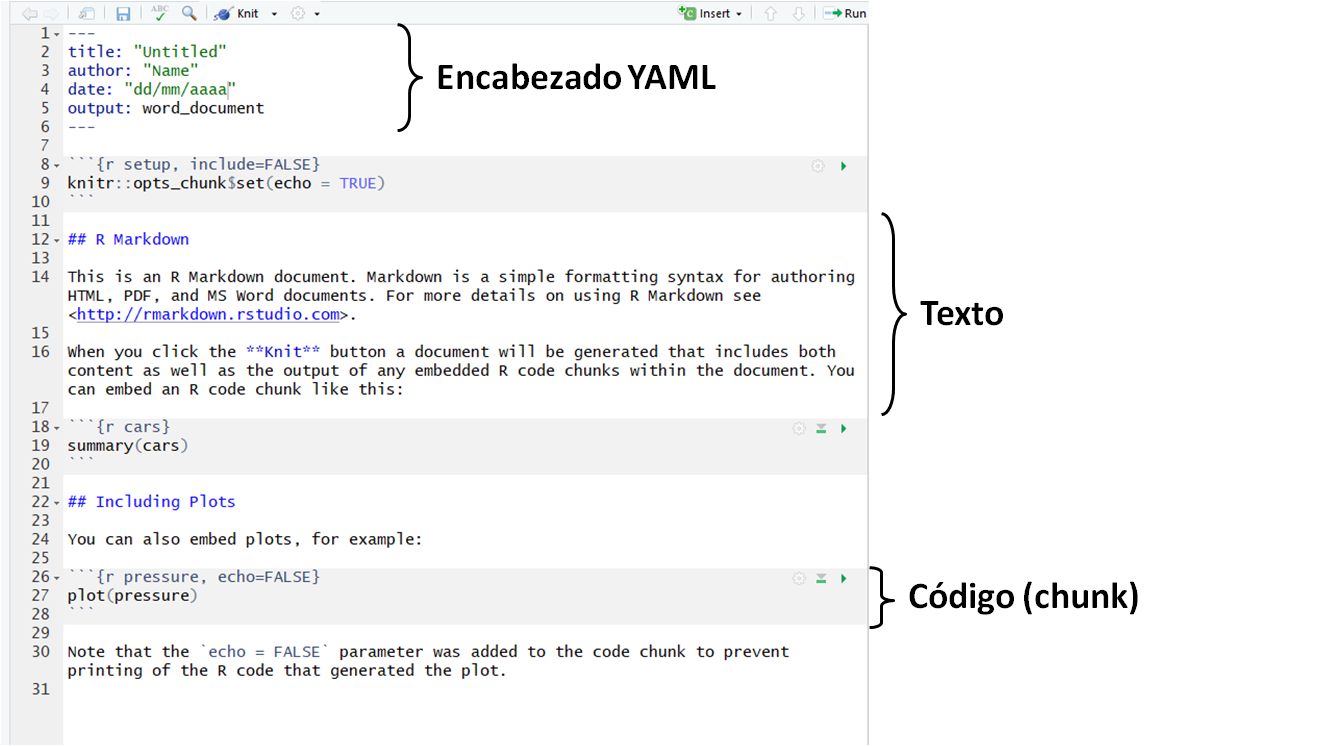 ABC Knit Insert Run
1 ---
2 title: "Untitled"
3 author: "Name"
4 date: "dd/mm/aaaa"
5 output: word_document
6 ---
Encabezado YAML
7
8 ```{r setup, include=FALSE}
9 knitr::opts_chunk$set(echo = TRUE)
10 ```
11
12 ## R Markdown
13
14 This is an R Markdown document. Markdown is a simple formatting syntax for authoring
HTML, PDF, and MS Word documents. For more details on using R Markdown see
<http://rmarkdown.rstudio.com>.
15
16 When you click the **Knit** button a document will be generated that includes both
content as well as the output of any embedded R code chunks within the document. You
can embed an R code chunk like this:
17
Texto
18 ```{r cars}
19 summary(cars)
20 ```
21
22 ## Including Plots
23
24 You can also embed plots, for example:
25
26 ```{r pressure, echo=FALSE}
27 plot(pressure)
28 ```
Código (chunk)
29
30 Note that the `echo = FALSE` parameter was added to the code chunk to prevent
printing of the R code that generated the plot.
31